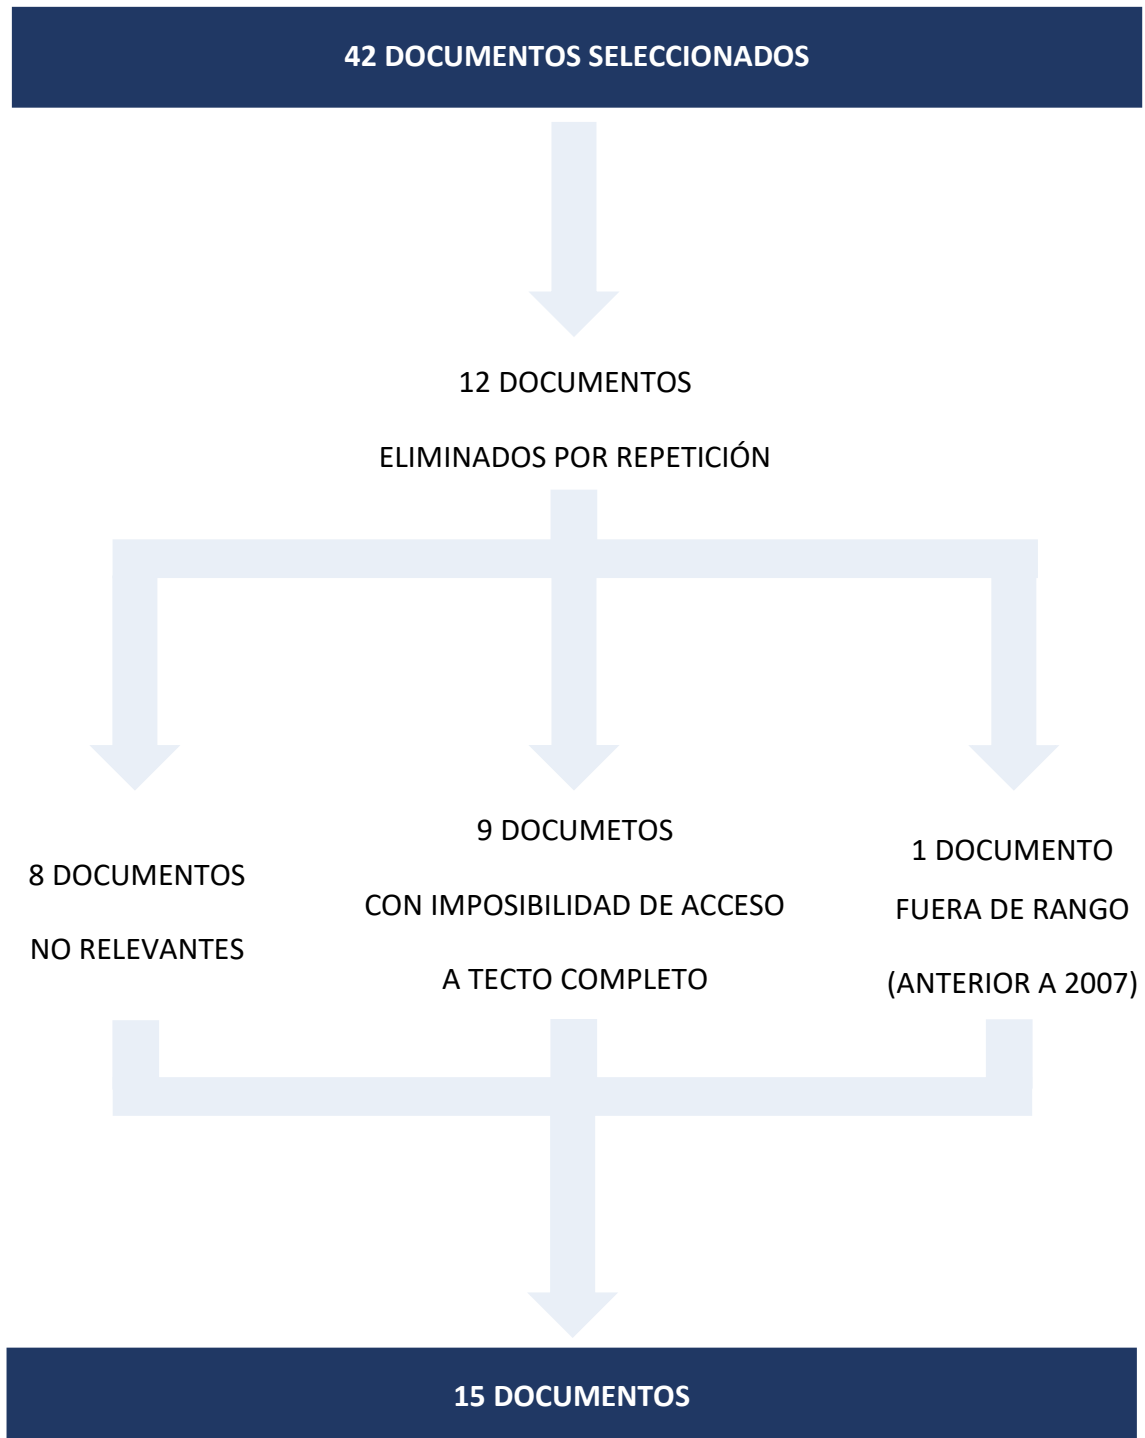 42 DOCUMENTOS SELECCIONADOS
12 DOCUMENTOS
ELIMINADOS POR REPETICIÓN
8 DOCUMENTOS
NO RELEVANTES
9 DOCUMETOS
CON IMPOSIBILIDAD DE ACCESO
A TECTO COMPLETO
1 DOCUMENTO
FUERA DE RANGO
(ANTERIOR A 2007)
15 DOCUMENTOS